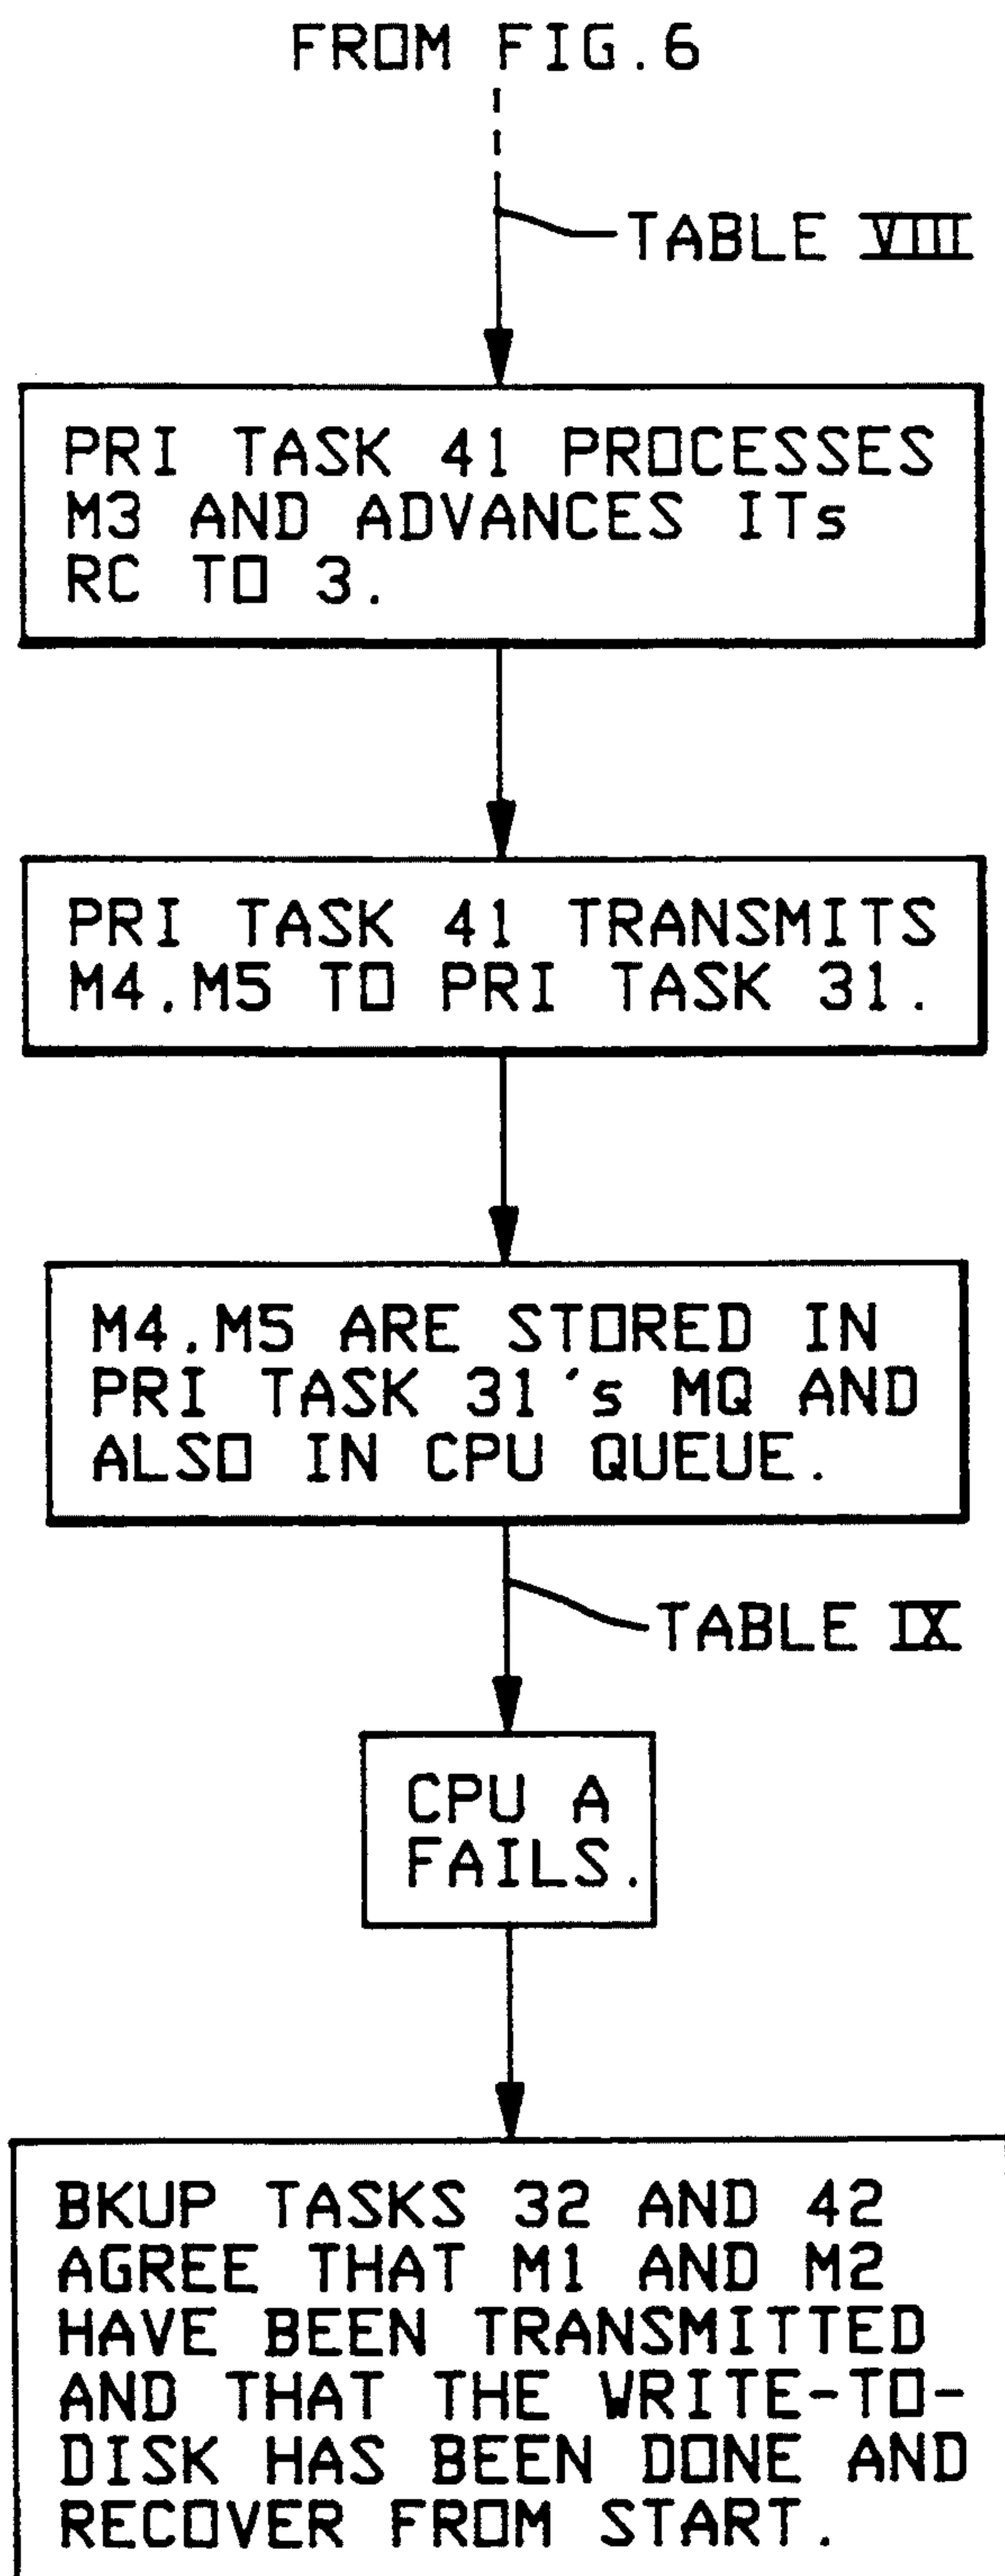 FROM FIG.6
TABLE VIII
PRI TASK 41 PROCESSES
M3 AND ADVANCES ITs
RC TO 3.
PRI TASK 41 TRANSMITS
M4,M5 TO PRI TASK 31.
M4,M5 ARE STORED IN
PRI TASK 31's MQ AND
ALSO IN CPU QUEUE.
TABLE IX
CPU A
FAILS.
BKUP TASKS 32 AND 42
AGREE THAT M1 AND M2
HAVE BEEN TRANSMITTED
AND THAT THE WRITE-TO-
DISK HAS BEEN DONE AND
RECOVER FROM START.